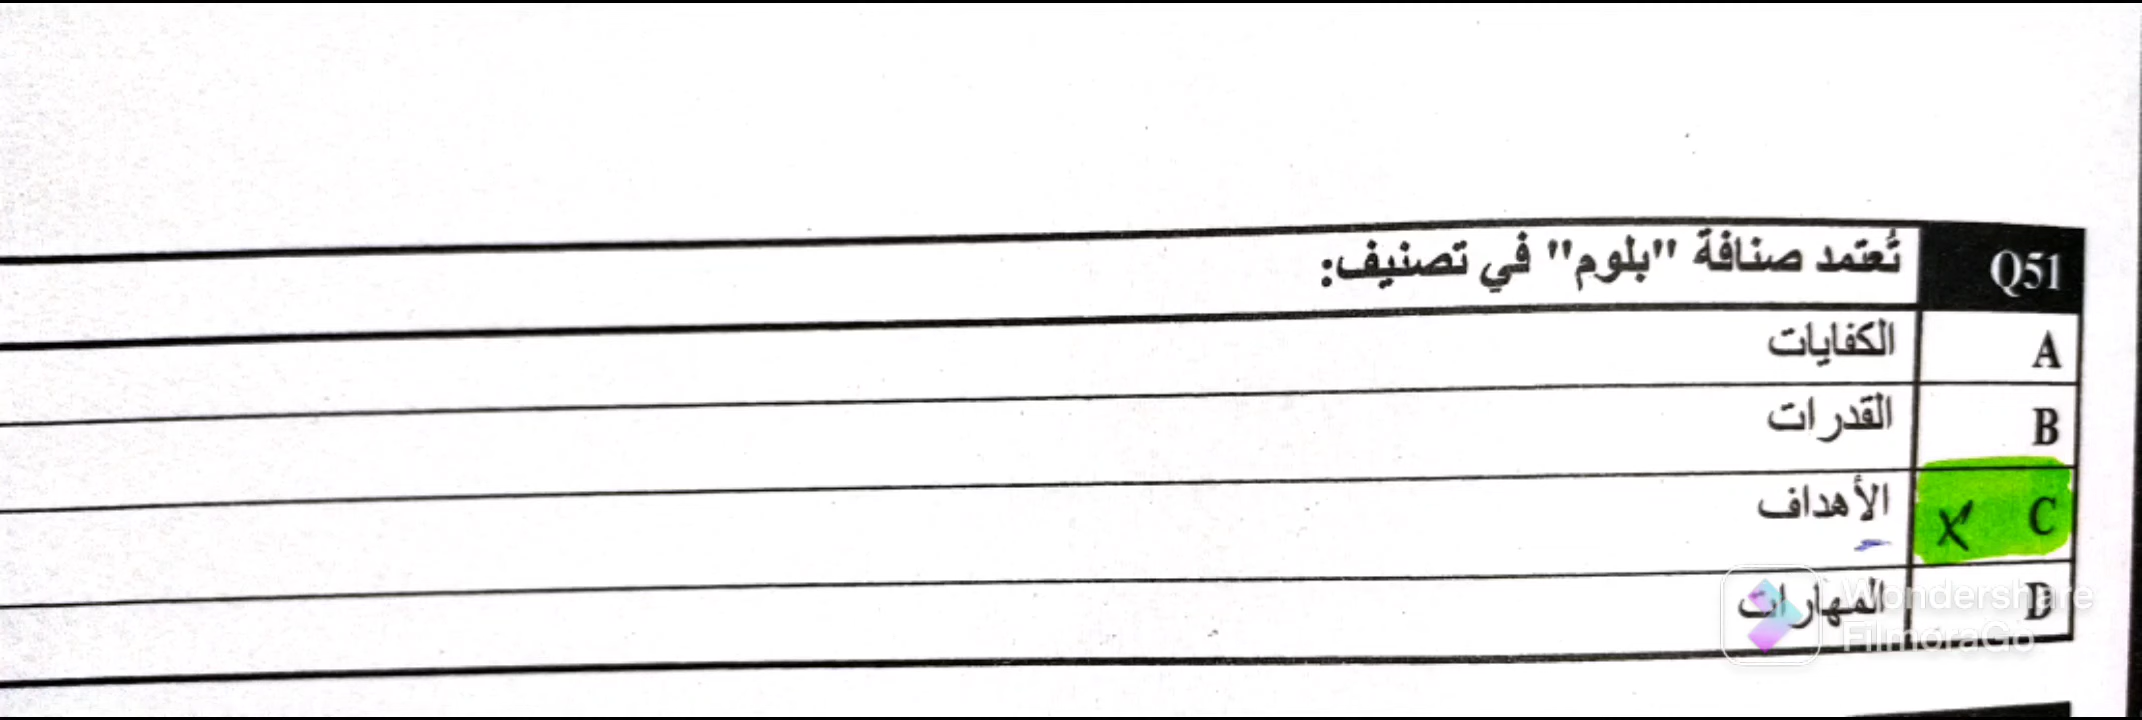 Q51 تُعتمد صنافة "بلوم" في تصنيف:
A الكفايات
B القدرات
C X الأهداف
D المهارات
Wondershare
FilmoraGo